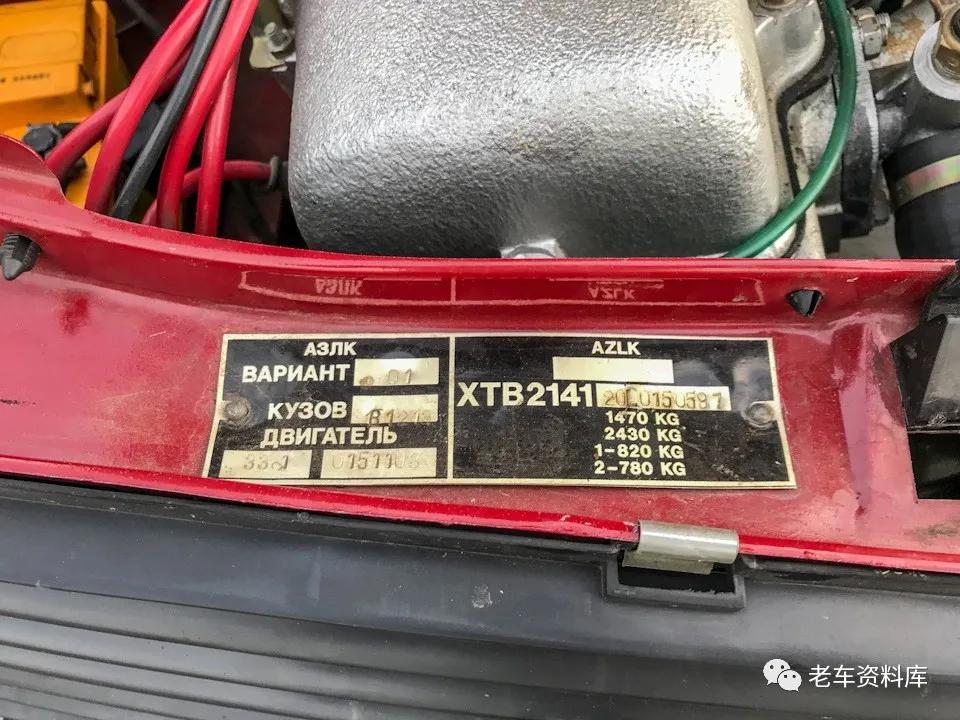 АЗЛК
ВАРИАНТ 01
КУЗОВ
ДВИГАТЕЛЬ
AZLK
XTB2141
1470 KG
2430 KG
1-820 KG
2-780 KG
老车资料库